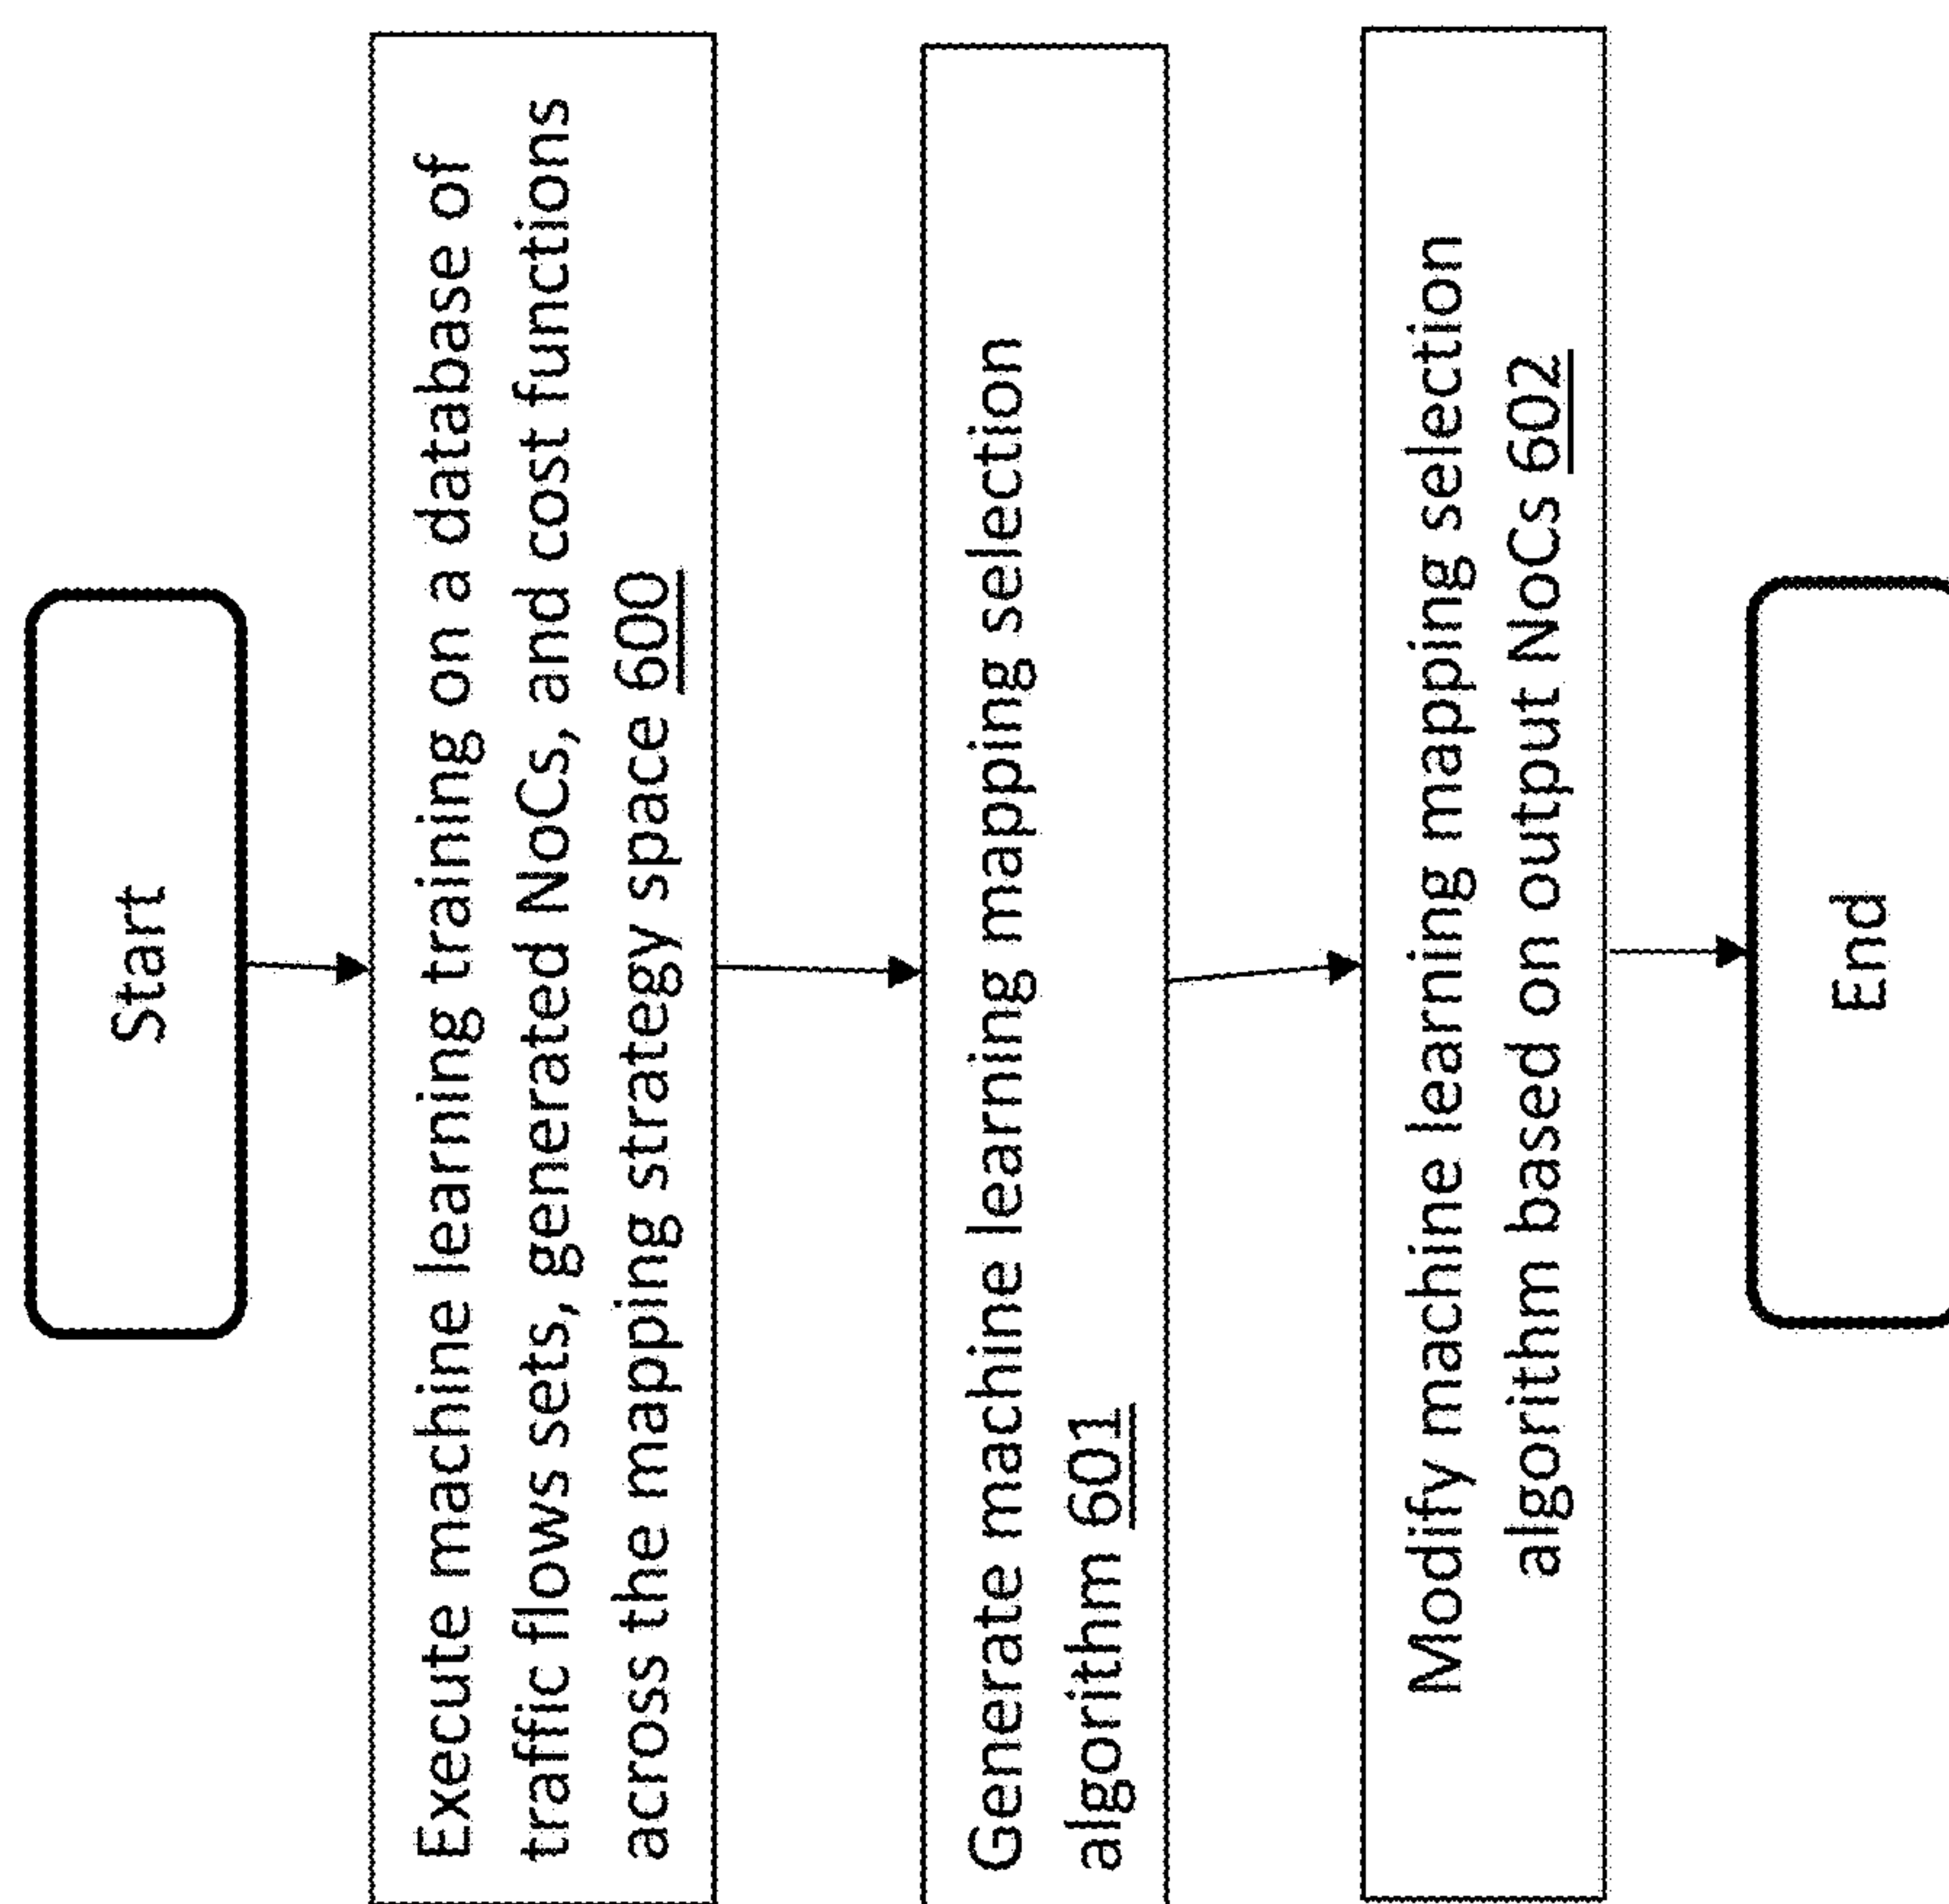 Start
Execute machine learning training on a database of
traffic flows sets, generated NoCs, and cost functions
across the mapping strategy space 600
Generate machine learning mapping selection
algorithm 601
Modify machine learning mapping selection
algorithm based on output NoCs 602
End